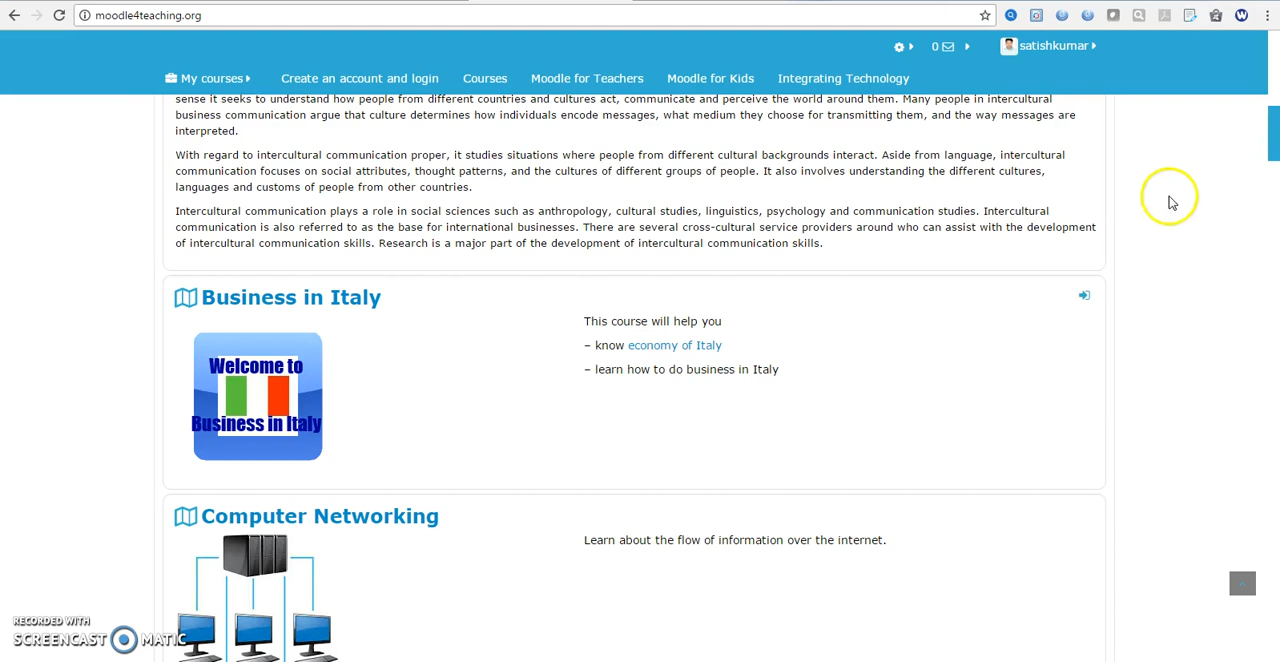 moodle4teaching.org
0
satishkumar
My courses
Create an account and login
Courses
Moodle for Teachers
Moodle for Kids
Integrating Technology
sense it seeks to understand how people from different countries and cultures act, communicate and perceive the world around them. Many people in intercultural
business communication argue that culture determines how individuals encode messages, what medium they choose for transmitting them, and the way messages are
interpreted.
With regard to intercultural communication proper, it studies situations where people from different cultural backgrounds interact. Aside from language, intercultural
communication focuses on social attributes, thought patterns, and the cultures of different groups of people. It also involves understanding the different cultures,
languages and customs of people from other countries.
Intercultural communication plays a role in social sciences such as anthropology, cultural studies, linguistics, psychology and communication studies. Intercultural
communication is also referred to as the base for international businesses. There are several cross-cultural service providers around who can assist with the development
of intercultural communication skills. Research is a major part of the development of intercultural communication skills.
Business in Italy
This course will help you
– know economy of Italy
– learn how to do business in Italy
Welcome to
Business in Italy
Computer Networking
Learn about the flow of information over the internet.
RECORDED WITH
SCREENCAST MATIC